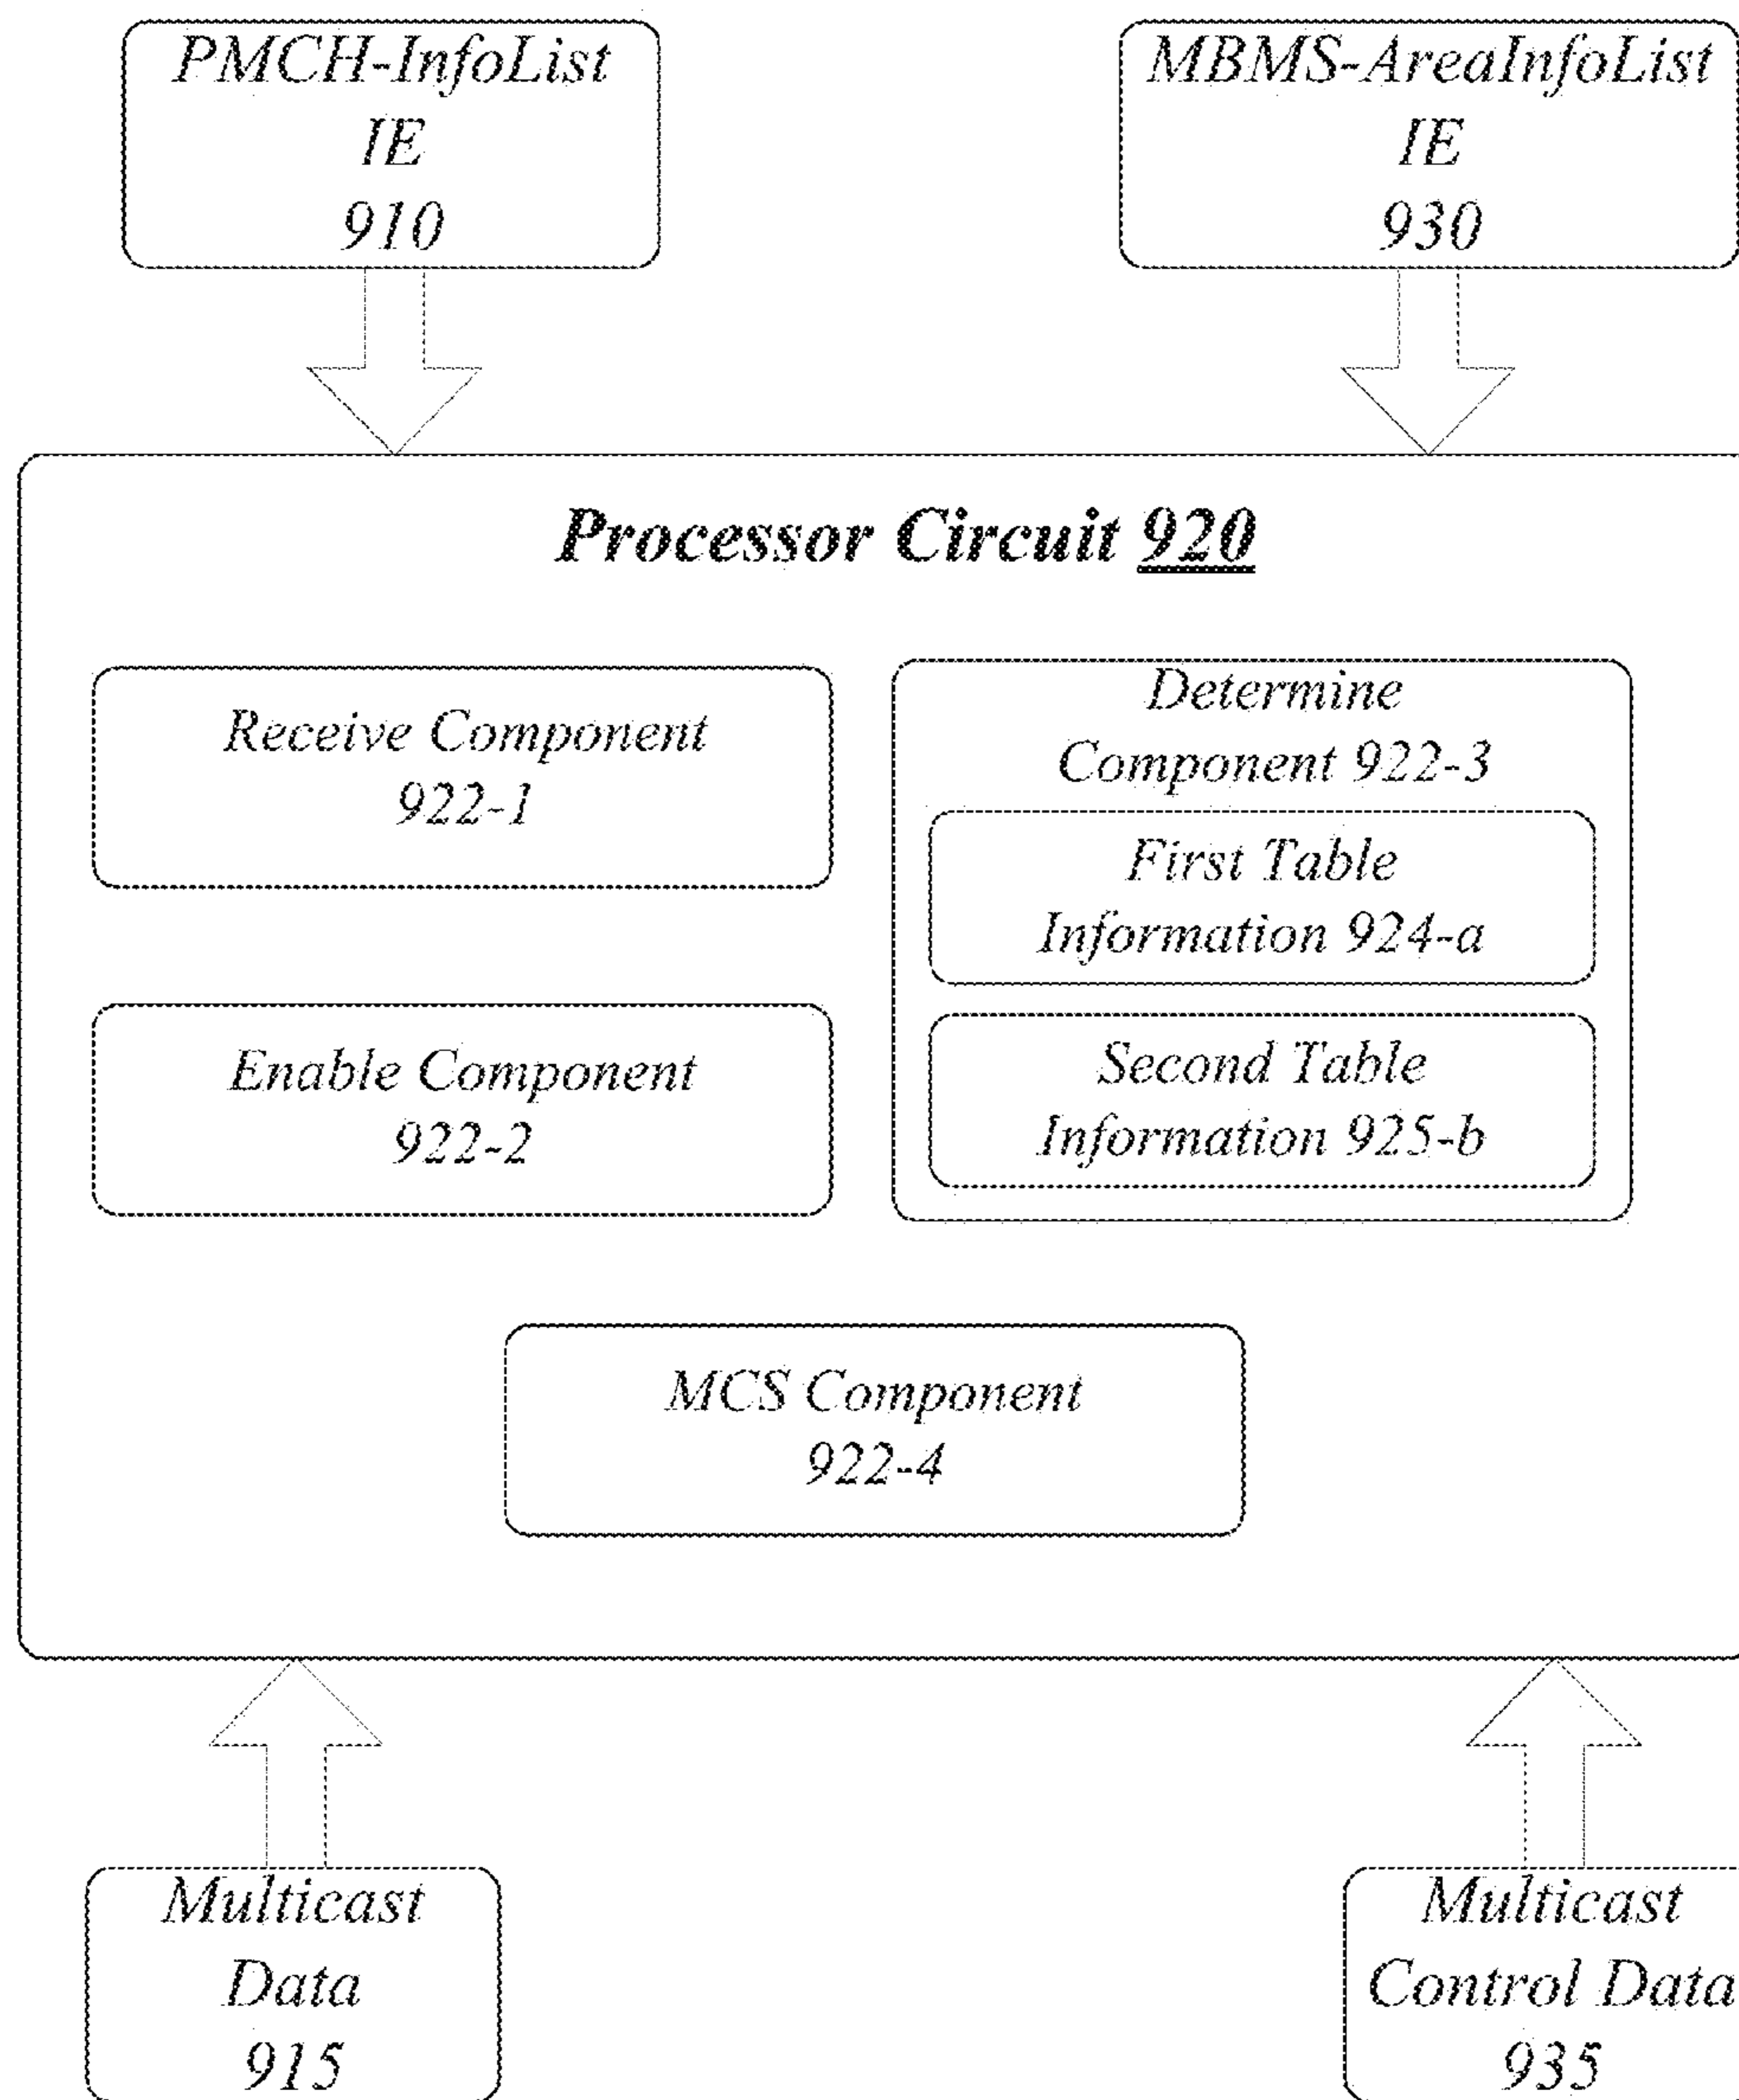 PMCH-InfoList
IE
910
MBMS-AreaInfoList
IE
930
Processor Circuit 920
Receive Component
922-1
Determine
Component 922-3
First Table
Information 924-a
Second Table
Information 925-b
Enable Component
922-2
MCS Component
922-4
Multicast
Data
915
Multicast
Control Data
935